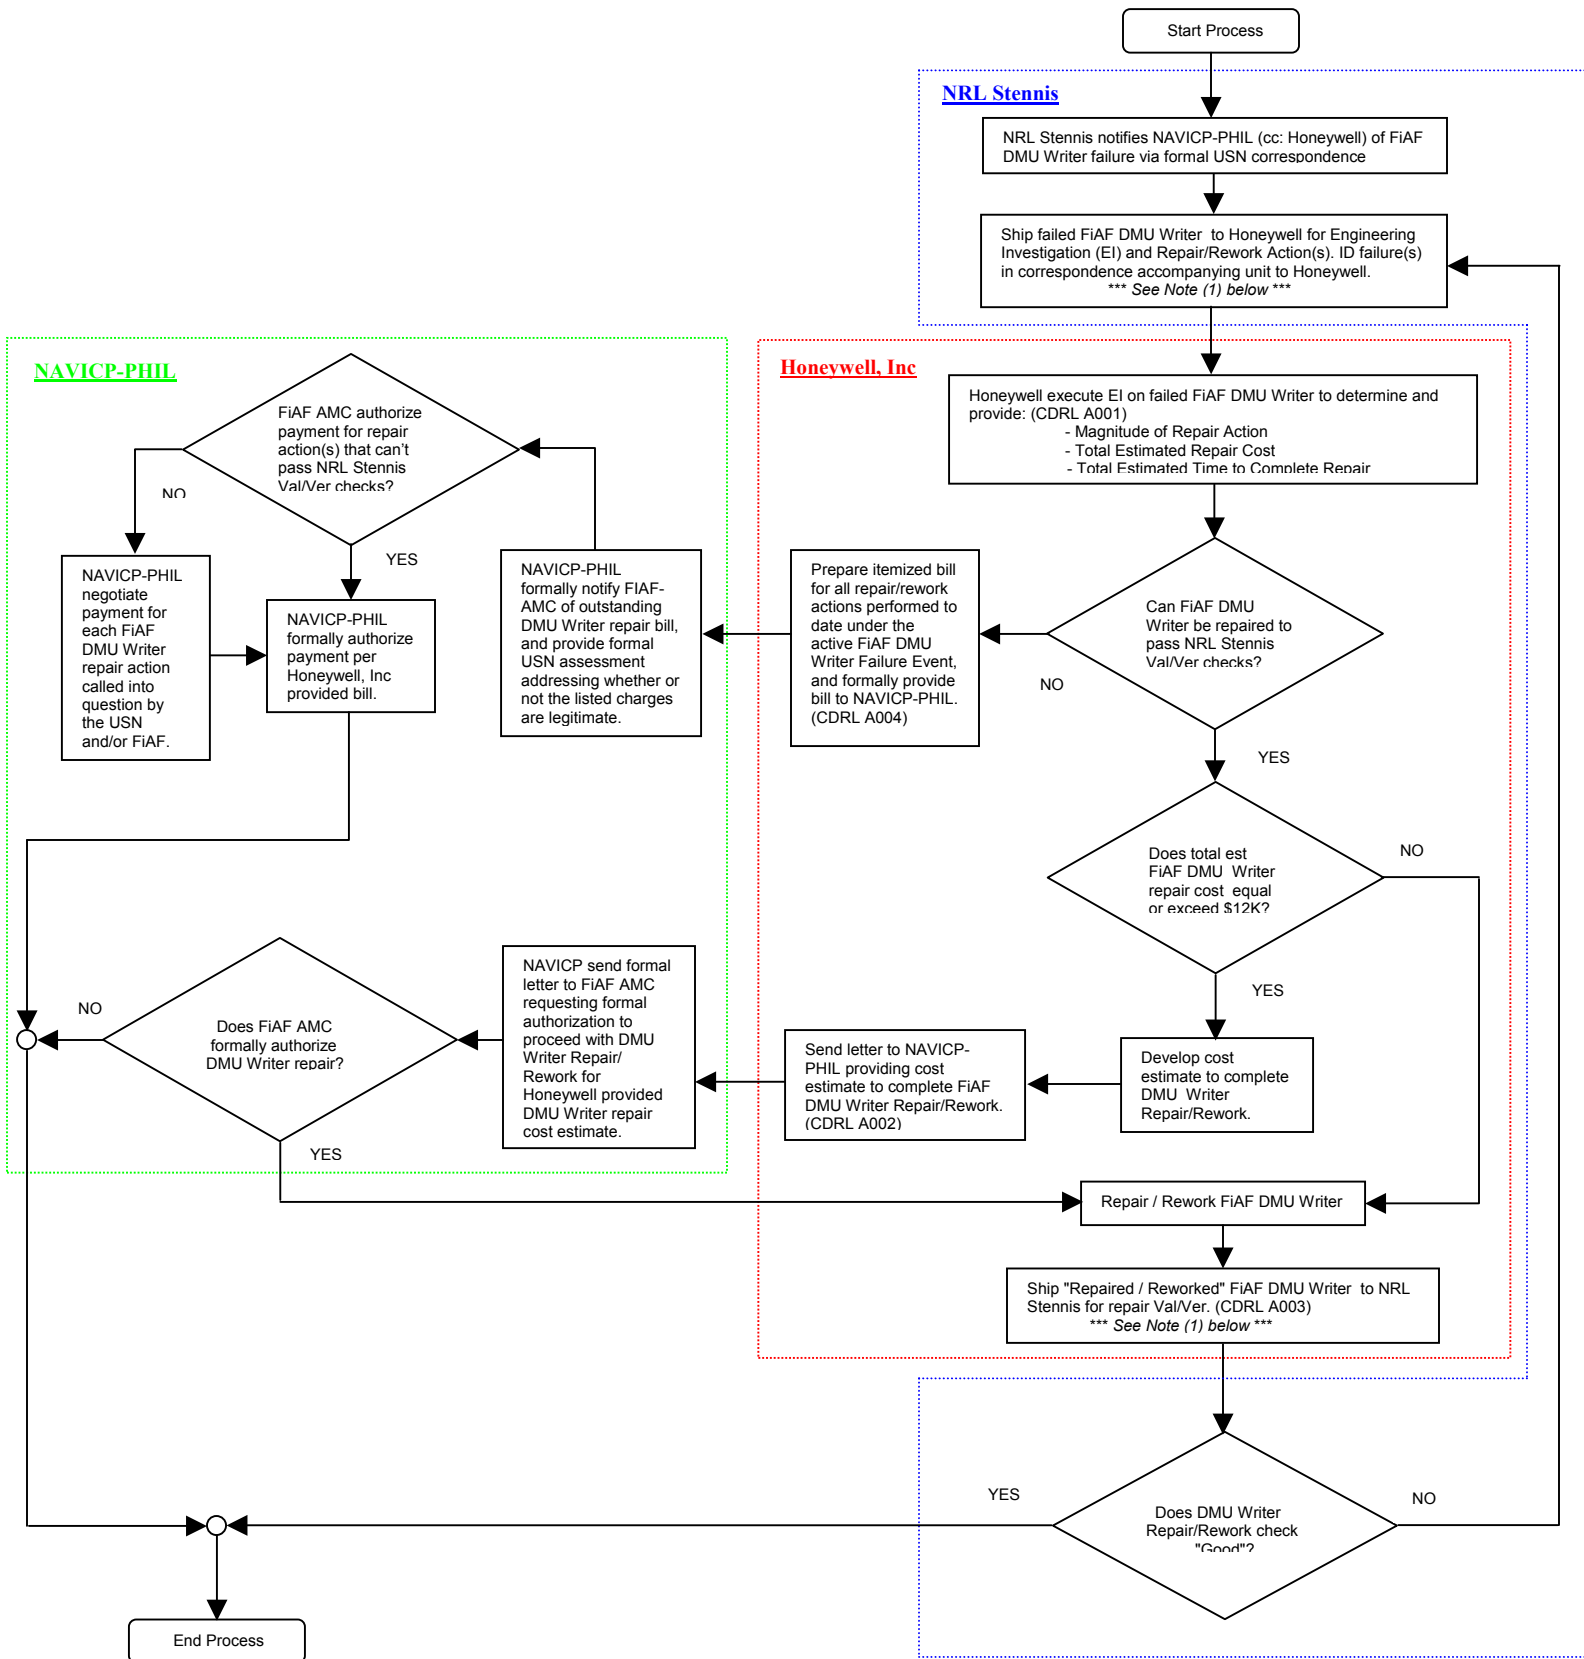 Start Process
NRL Stennis
NRL Stennis notifies NAVICP-PHIL (cc: Honeywell) of FiAF
DMU Writer failure via formal USN correspondence
Ship failed FiAF DMU Writer to Honeywell for Engineering
Investigation (EI) and Repair/Rework Action(s). ID failure(s)
in correspondence accompanying unit to Honeywell.
*** See Note (1) below ***
NAVICP-PHIL
Honeywell, Inc
Honeywell execute EI on failed FiAF DMU Writer to determine and
provide: (CDRL A001)
- Magnitude of Repair Action
- Total Estimated Repair Cost
- Total Estimated Time to Complete Repair
FiAF AMC authorize
payment for repair
action(s) that can't
pass NRL Stennis
Val/Ver checks?
NO
YES
NAVICP-PHIL
negotiate
payment for
each FiAF
DMU Writer
repair action
called into
question by
the USN
and/or FiAF.
NAVICP-PHIL
formally authorize
payment per
Honeywell, Inc
provided bill.
NAVICP-PHIL
formally notify FIAF-
AMC of outstanding
DMU Writer repair bill,
and provide formal
USN assessment
addressing whether or
not the listed charges
are legitimate.
Prepare itemized bill
for all repair/rework
actions performed to
date under the
active FiAF DMU
Writer Failure Event,
and formally provide
bill to NAVICP-PHIL.
(CDRL A004)
Can FiAF DMU
Writer be repaired to
pass NRL Stennis
Val/Ver checks?
NO
YES
Does total est
FiAF DMU Writer
repair cost equal
or exceed $12K?
NO
YES
Does FiAF AMC
formally authorize
DMU Writer repair?
NO
YES
NAVICP send formal
letter to FiAF AMC
requesting formal
authorization to
proceed with DMU
Writer Repair/
Rework for
Honeywell provided
DMU Writer repair
cost estimate.
Send letter to NAVICP-
PHIL providing cost
estimate to complete FiAF
DMU Writer Repair/Rework.
(CDRL A002)
Develop cost
estimate to complete
DMU Writer
Repair/Rework.
Repair / Rework FiAF DMU Writer
Ship "Repaired / Reworked" FiAF DMU Writer to NRL
Stennis for repair Val/Ver. (CDRL A003)
*** See Note (1) below ***
YES
NO
Does DMU Writer
Repair/Rework check
"Good"?
End Process